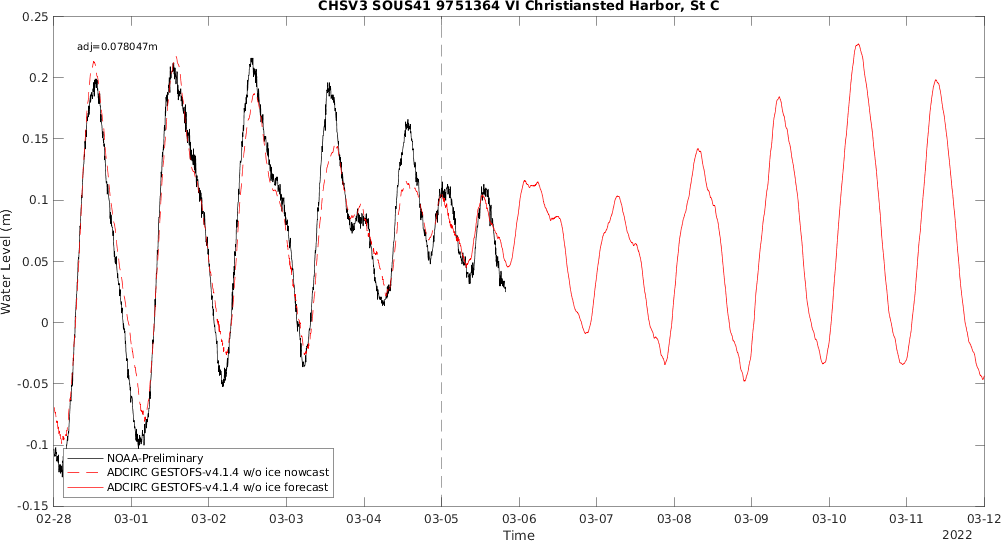 CHSV3 SOUS41 9751364 VI Christiansted Harbor, St C
adj=0.078047m
0.25
0.2
0.15
0.1
0.05
0
-0.05
-0.1
-0.15
Water Level (m)
NOAA-Preliminary
ADCIRC GESTOFS-v4.1.4 w/o ice nowcast
ADCIRC GESTOFS-v4.1.4 w/o ice forecast
02-28 03-01 03-02 03-03 03-04 03-05 03-06 03-07 03-08 03-09 03-10 03-11 03-12
Time
2022